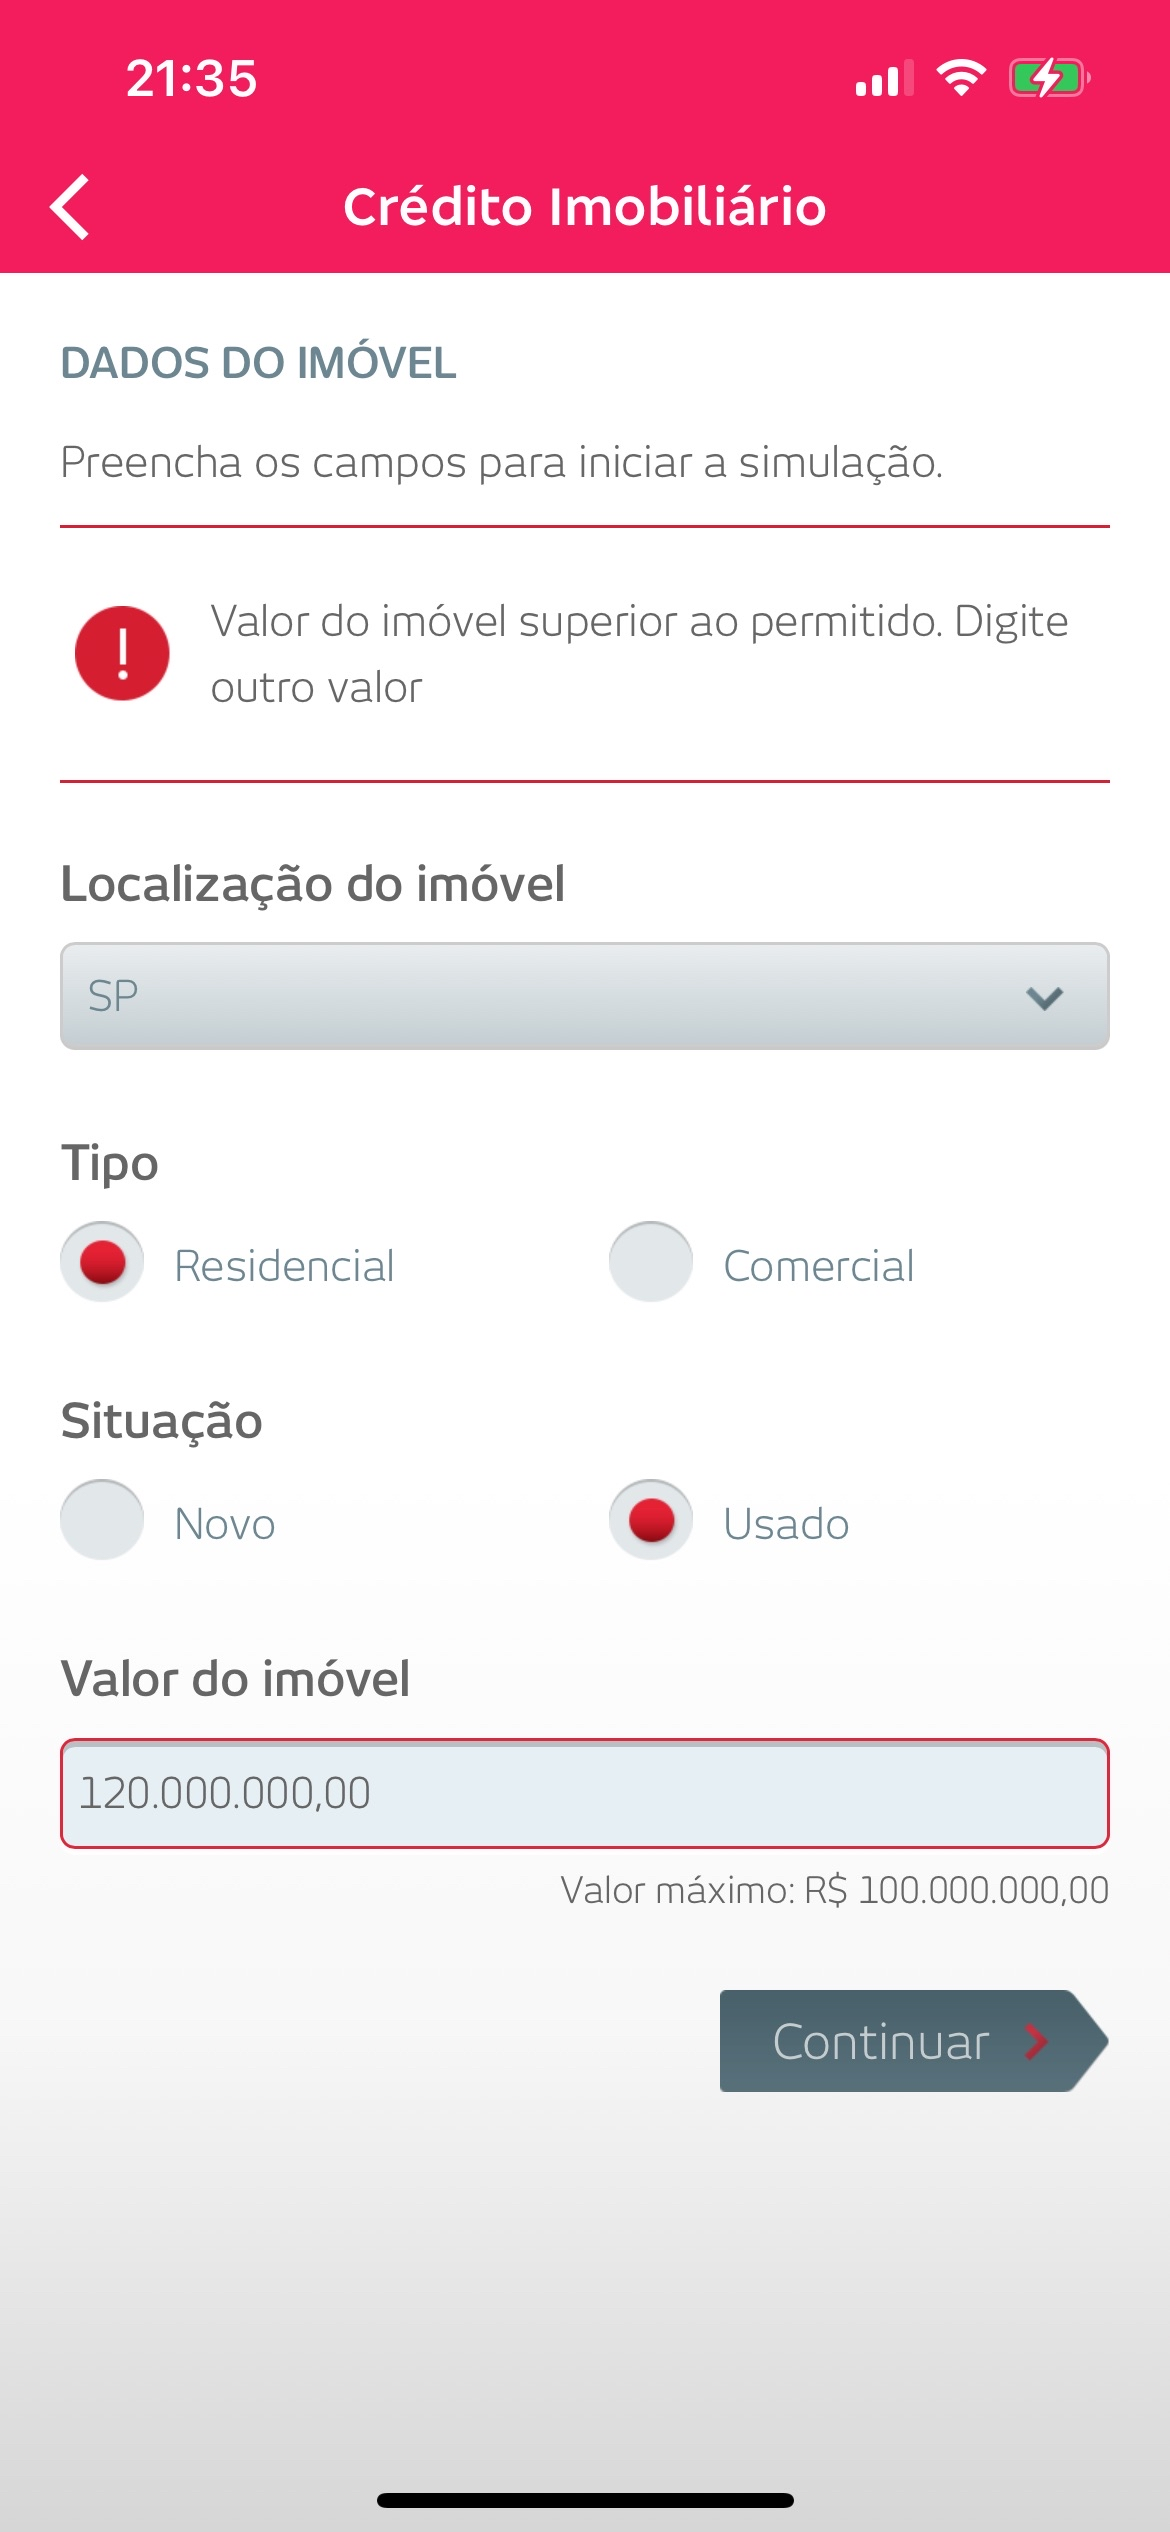 21:35
Crédito Imobiliário
DADOS DO IMÓVEL
Preencha os campos para iniciar a simulação.
Valor do imóvel superior ao permitido. Digite
outro valor
Localização do imóvel
SP
Tipo
Residencial
Comercial
Situação
Novo
Usado
Valor do imóvel
120.000.000,00
Valor máximo: R$ 100.000.000,00
Continuar